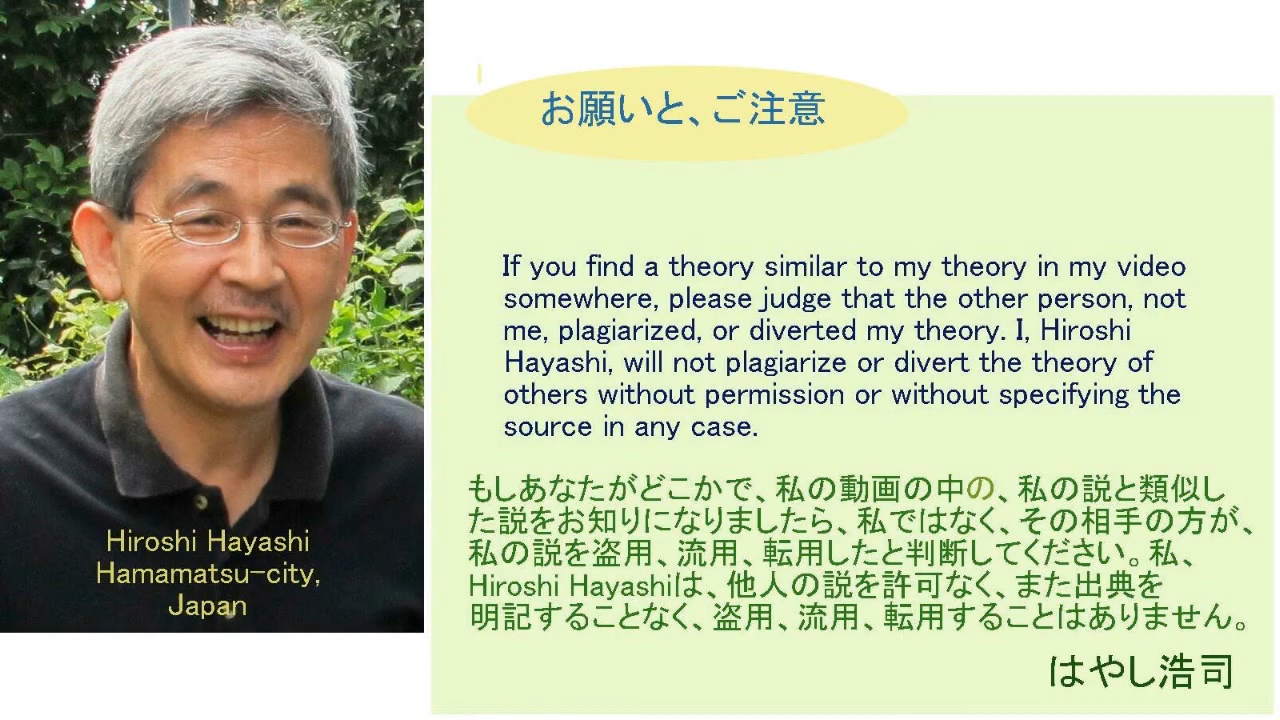 お願いと、ご注意
If you find a theory similar to my theory in my video
somewhere, please judge that the other person, not
me, plagiarized, or diverted my theory. I, Hiroshi
Hayashi, will not plagiarize or divert the theory of
others without permission or without specifying the
source in any case.
もしあなたがどこかで、私の動画の中の、私の説と類似し
た説をお知りになりましたら、私ではなく、その相手の方が、
私の説を盗用、流用、転用したと判断してください。私、
Hiroshi Hayashiは、他人の説を許可なく、また出典を
明記することなく、盗用、流用、転用することはありません。
はやし浩司
Hiroshi Hayashi
Hamamatsu-city,
Japan